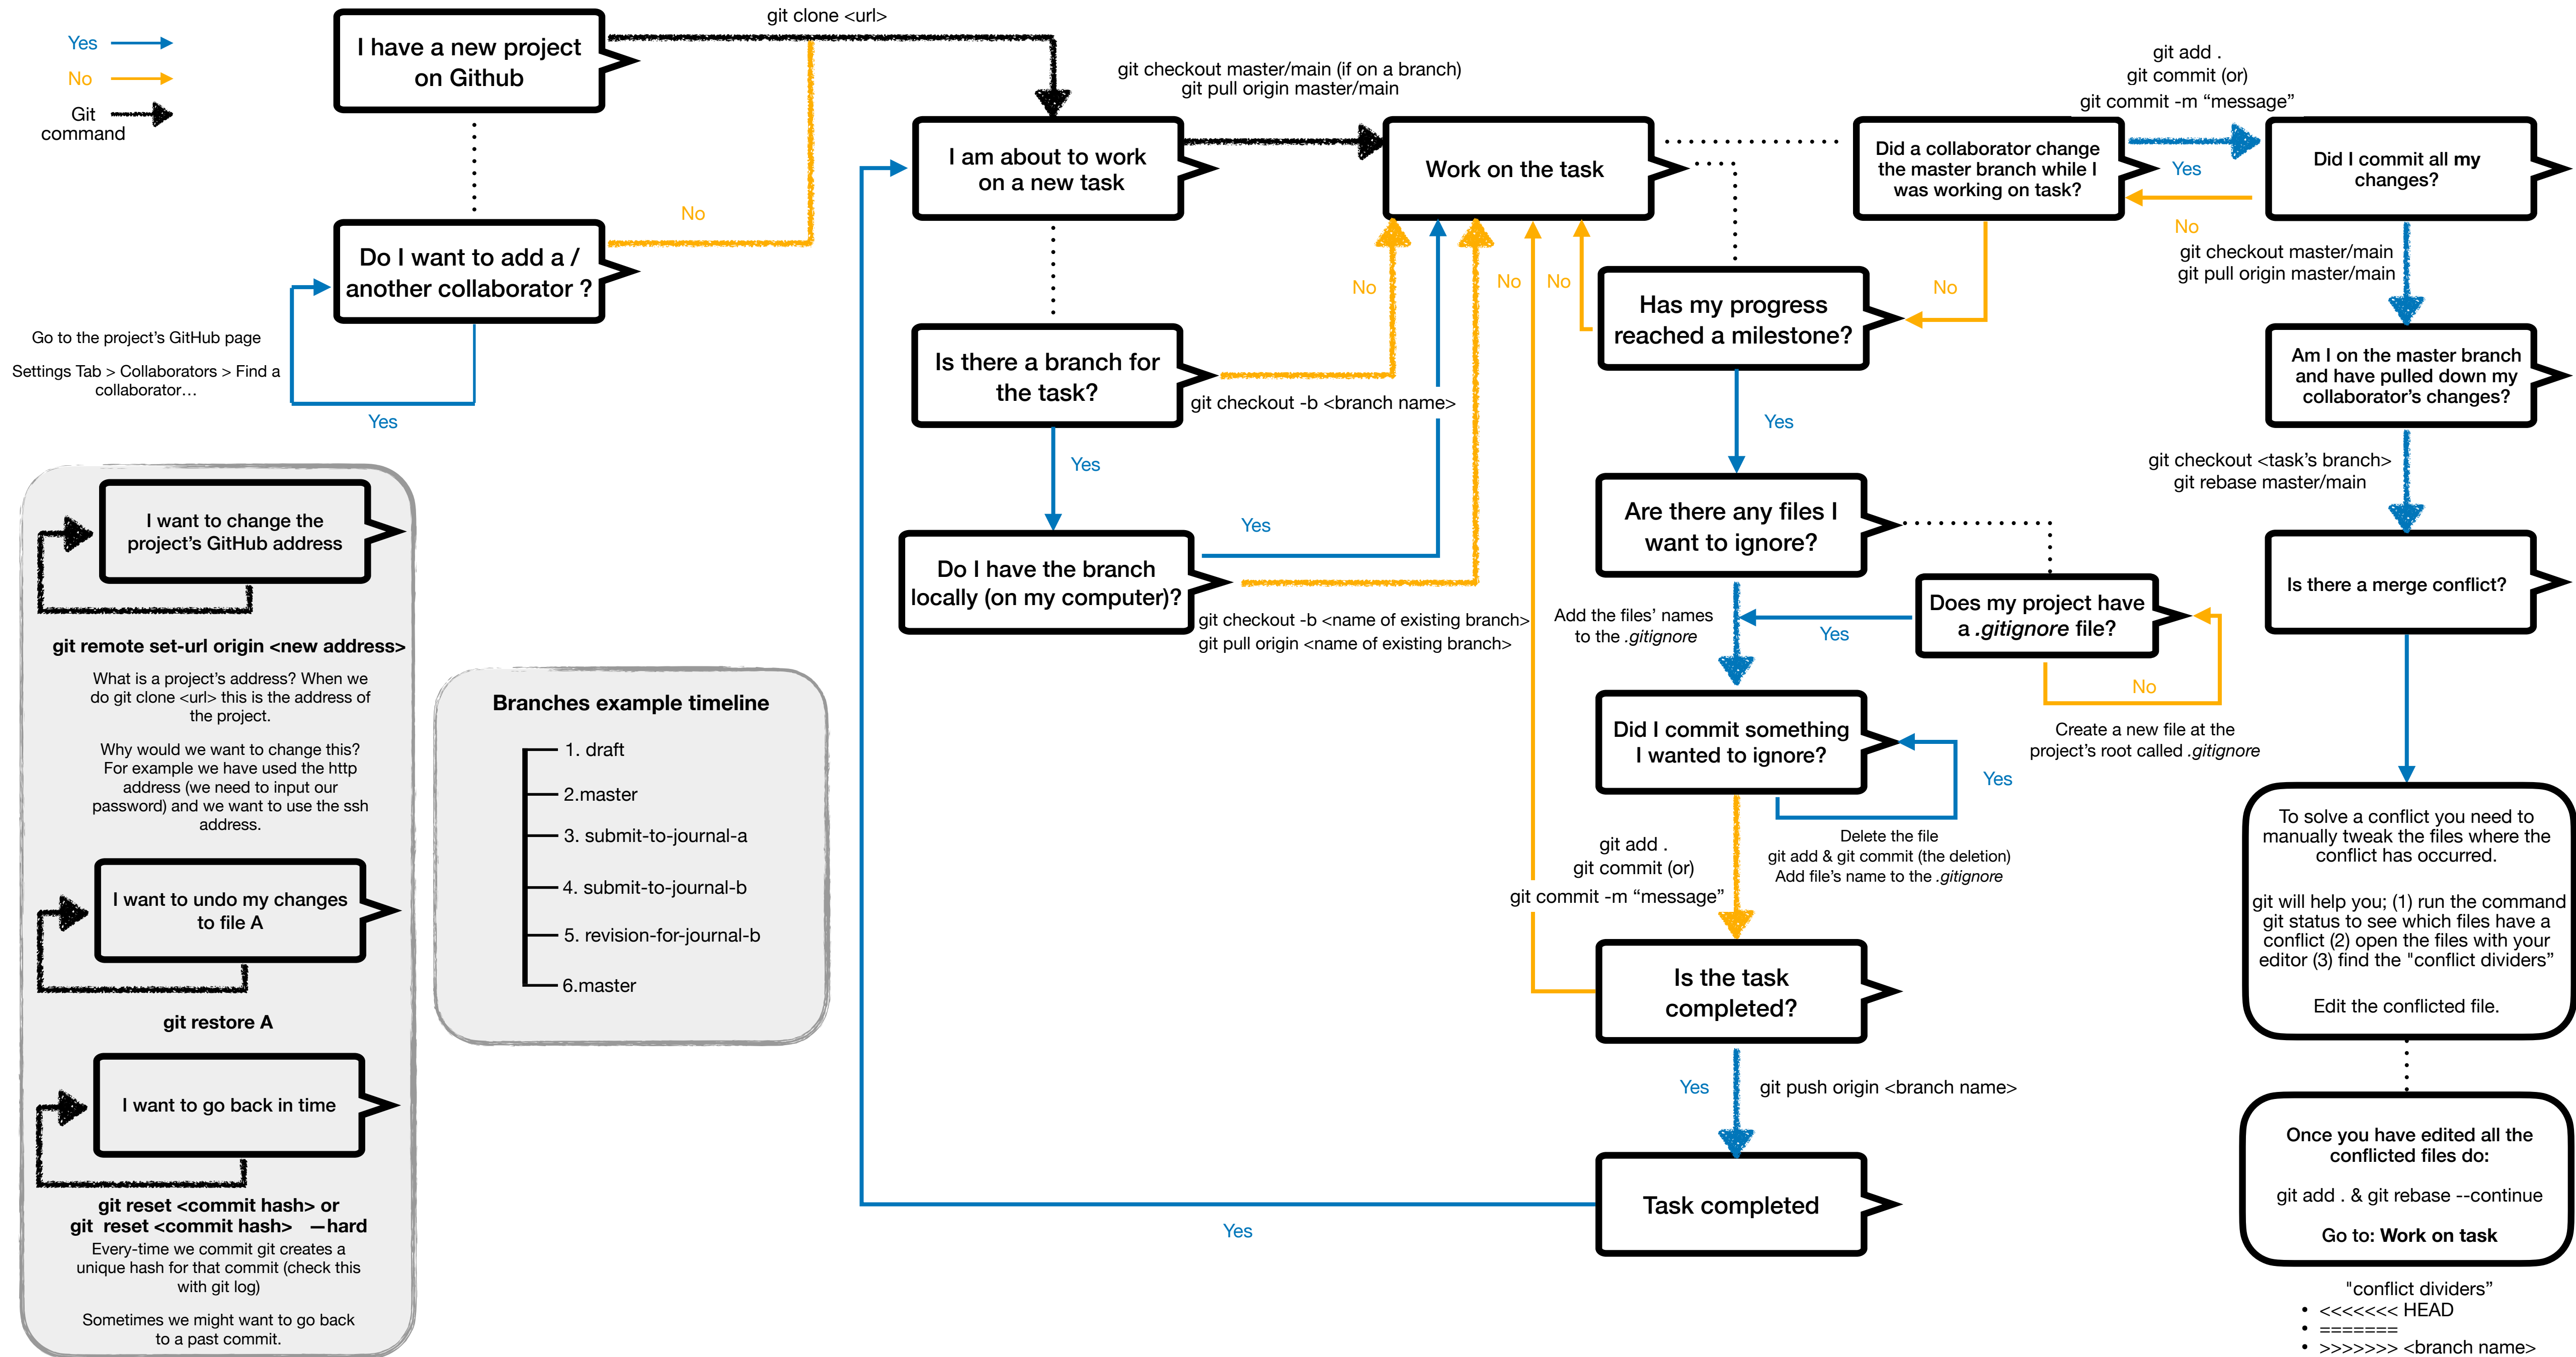 Yes
No
Git
command
I have a new project
on Github
git clone <url>
Do I want to add a /
another collaborator ?
No
Go to the project's GitHub page
Settings Tab > Collaborators > Find a
collaborator…
Yes
I want to change the
project's GitHub address
git remote set-url origin <new address>
What is a project's address? When we
do git clone <url> this is the address of
the project.
Why would we want to change this?
For example we have used the http
address (we need to input our
password) and we want to use the ssh
address.
I want to undo my changes
to file A
git restore A
I want to go back in time
git reset <commit hash> or
git  reset <commit hash>   —hard
Every-time we commit git creates a
unique hash for that commit (check this
with git log)
Sometimes we might want to go back
to a past commit.
Branches example timeline
1. draft
2.master
3. submit-to-journal-a
4. submit-to-journal-b
5. revision-for-journal-b
6.master
git checkout master/main (if on a branch)
git pull origin master/main
I am about to work
on a new task
Work on the task
Is there a branch for
the task?
No
git checkout -b <branch name>
Yes
Do I have the branch
locally (on my computer)?
Yes
git checkout -b <name of existing branch>
git pull origin <name of existing branch>
No
No
Has my progress
reached a milestone?
No
Yes
Are there any files I
want to ignore?
Add the files' names
to the .gitignore
Does my project have
a .gitignore file?
Yes
No
Create a new file at the
project's root called .gitignore
Did I commit something
I wanted to ignore?
Yes
Delete the file
git add & git commit (the deletion)
Add file's name to the .gitignore
git add .
git commit (or)
git commit -m “message”
Is the task
completed?
Yes
git push origin <branch name>
Task completed
Yes
Did a collaborator change
the master branch while I
was working on task?
git add .
git commit (or)
git commit -m “message”
Yes
No
Did I commit all my
changes?
git checkout master/main
git pull origin master/main
Am I on the master branch
and have pulled down my
collaborator's changes?
git checkout <task's branch>
git rebase master/main
Is there a merge conflict?
To solve a conflict you need to
manually tweak the files where the
conflict has occurred.
git will help you; (1) run the command
git status to see which files have a
conflict (2) open the files with your
editor (3) find the "conflict dividers”
Edit the conflicted file.
Once you have edited all the
conflicted files do:
git add . & git rebase --continue
Go to: Work on task
"conflict dividers”
• <<<<<<< HEAD
• =======
• >>>>>>> <branch name>